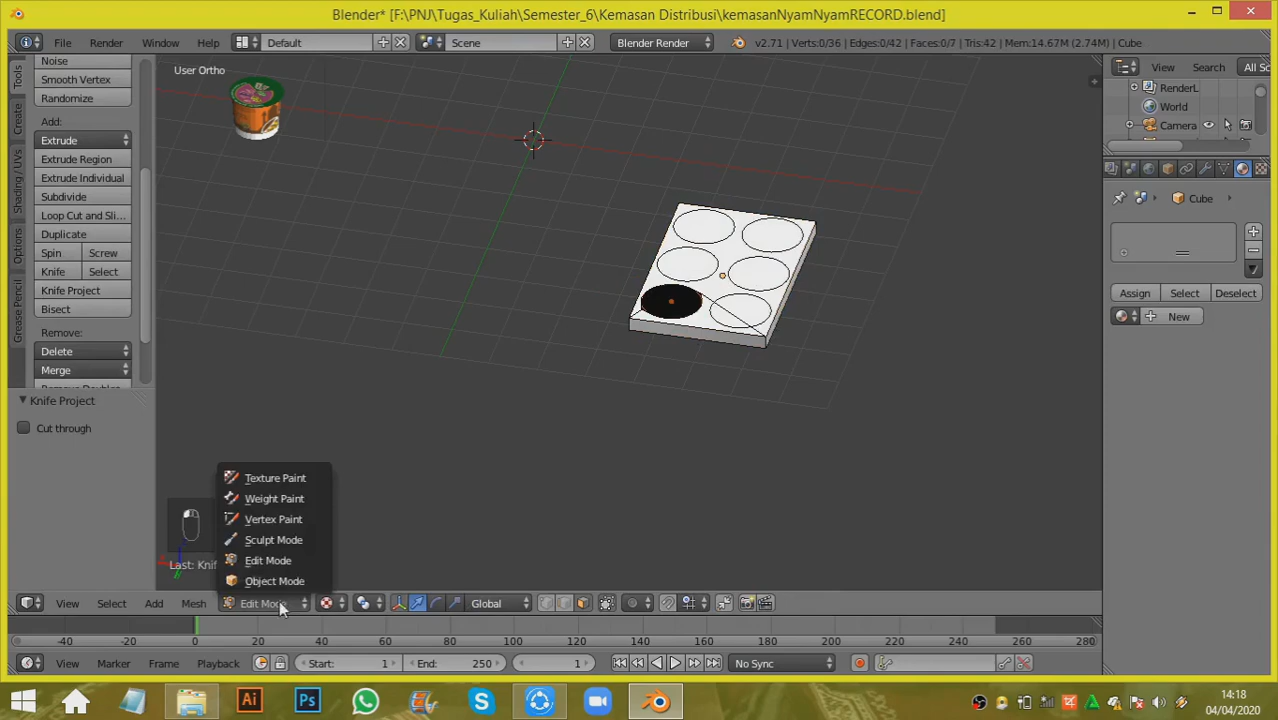 Blender* [F:\PNJ\Tugas_Kuliah\Semester_6\Kemasan Distribusi\kemasanNyamNyamRECORD.blend]
File Render Window Help Default Scene Blender Render v2.71 | Verts:0/36 | Edges:0/42 | Faces:0/7 | Tris:42 | Mem:14.67M (2.74M) | Cube
Noise
Smooth Vertex
Randomize
Add:
Extrude
Extrude Region
Extrude Individual
Subdivide
Loop Cut and Sli...
Duplicate
Spin Screw
Knife Select
Knife Project
Bisect
Remove:
Delete
Merge
Knife Project
Cut through
Tools
Create
Shading / UVs
Options
Grease Pencil
User Ortho
Texture Paint
Weight Paint
Vertex Paint
Sculpt Mode
Edit Mode
Object Mode
Last: Knif
View Select Add Mesh Edit Mode Global
View Search All Sc
RenderL
World
Camera
Cube
Assign Select Deselect
New
-40 -20 0 20 40 60 80 100 120 140 160 180 200 220 240 260 280
View Marker Frame Playback Start: 1 End: 250 1 No Sync
Ai Ps
14:18
04/04/2020